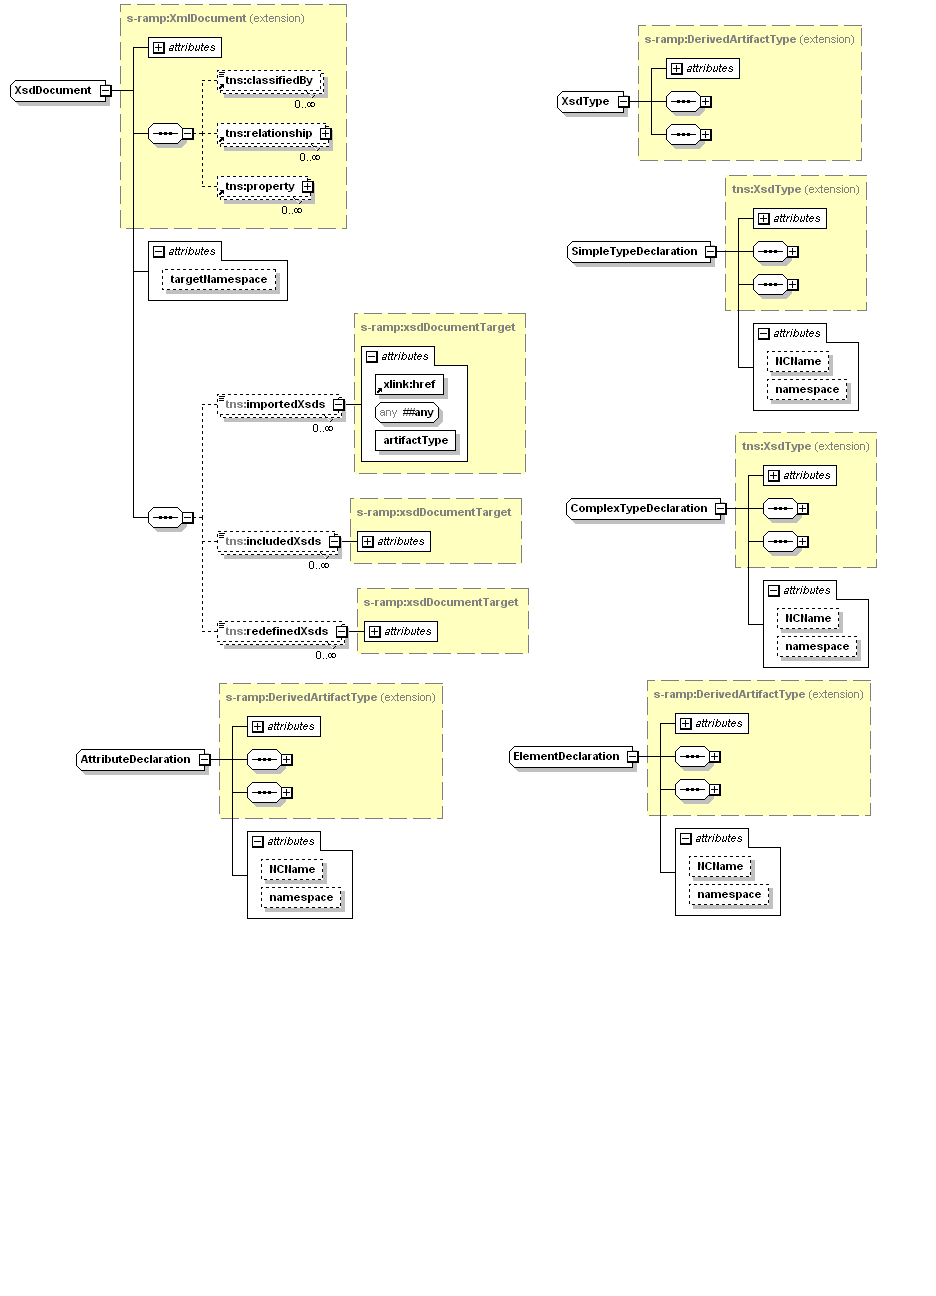 s-ramp:XmlDocument (extension)
attributes
XsdDocument
tns:classifiedBy
0..∞
tns:relationship
0..∞
tns:property
0..∞
attributes
targetNamespace
s-ramp:xsdDocumentTarget
attributes
xlink:href
any ##any
artifactType
tns:importedXsds
0..∞
s-ramp:xsdDocumentTarget
tns:includedXsds
attributes
0..∞
s-ramp:xsdDocumentTarget
tns:redefinedXsds
attributes
0..∞
s-ramp:DerivedArtifactType (extension)
attributes
XsdType
tns:XsdType (extension)
attributes
SimpleTypeDeclaration
attributes
NCName
namespace
tns:XsdType (extension)
attributes
ComplexTypeDeclaration
attributes
NCName
namespace
s-ramp:DerivedArtifactType (extension)
attributes
AttributeDeclaration
attributes
NCName
namespace
s-ramp:DerivedArtifactType (extension)
attributes
ElementDeclaration
attributes
NCName
namespace